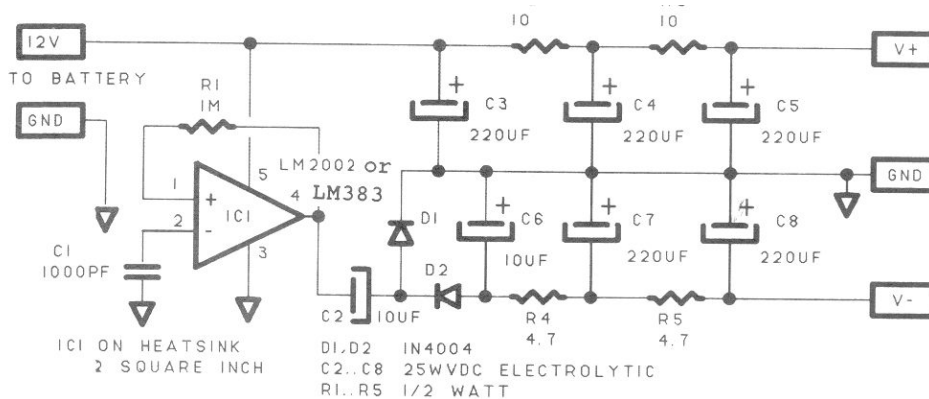 10
10
12V
V+
TO BATTERY
R1
1M
+
C3
220UF
+
C4
220UF
+
C5
220UF
GND
LM2002 or
LM383
5
4
1
+
IC1
2
-
3
GND
D1
+
C6
10UF
+
C7
220UF
+
C8
220UF
C1
1000PF
D2
C2
10UF
R4
4.7
R5
4.7
V-
IC1 ON HEATSINK
2 SQUARE INCH
D1,D2 IN4004
C2..C8 25WVDC ELECTROLYTIC
R1..R5 1/2 WATT